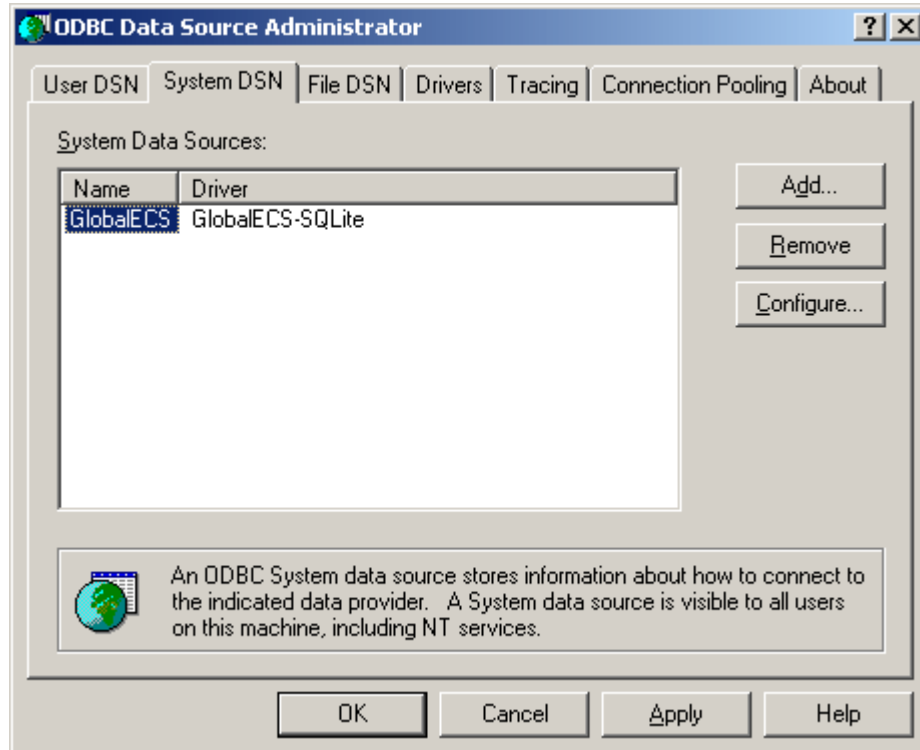 ODBC Data Source Administrator
User DSN System DSN File DSN Drivers Tracing Connection Pooling About
System Data Sources:
Name Driver
GlobalECS GlobalECS-SQLite
Add...
Remove
Configure...
An ODBC System data source stores information about how to connect to
the indicated data provider. A System data source is visible to all users
on this machine, including NT services.
OK Cancel Apply Help